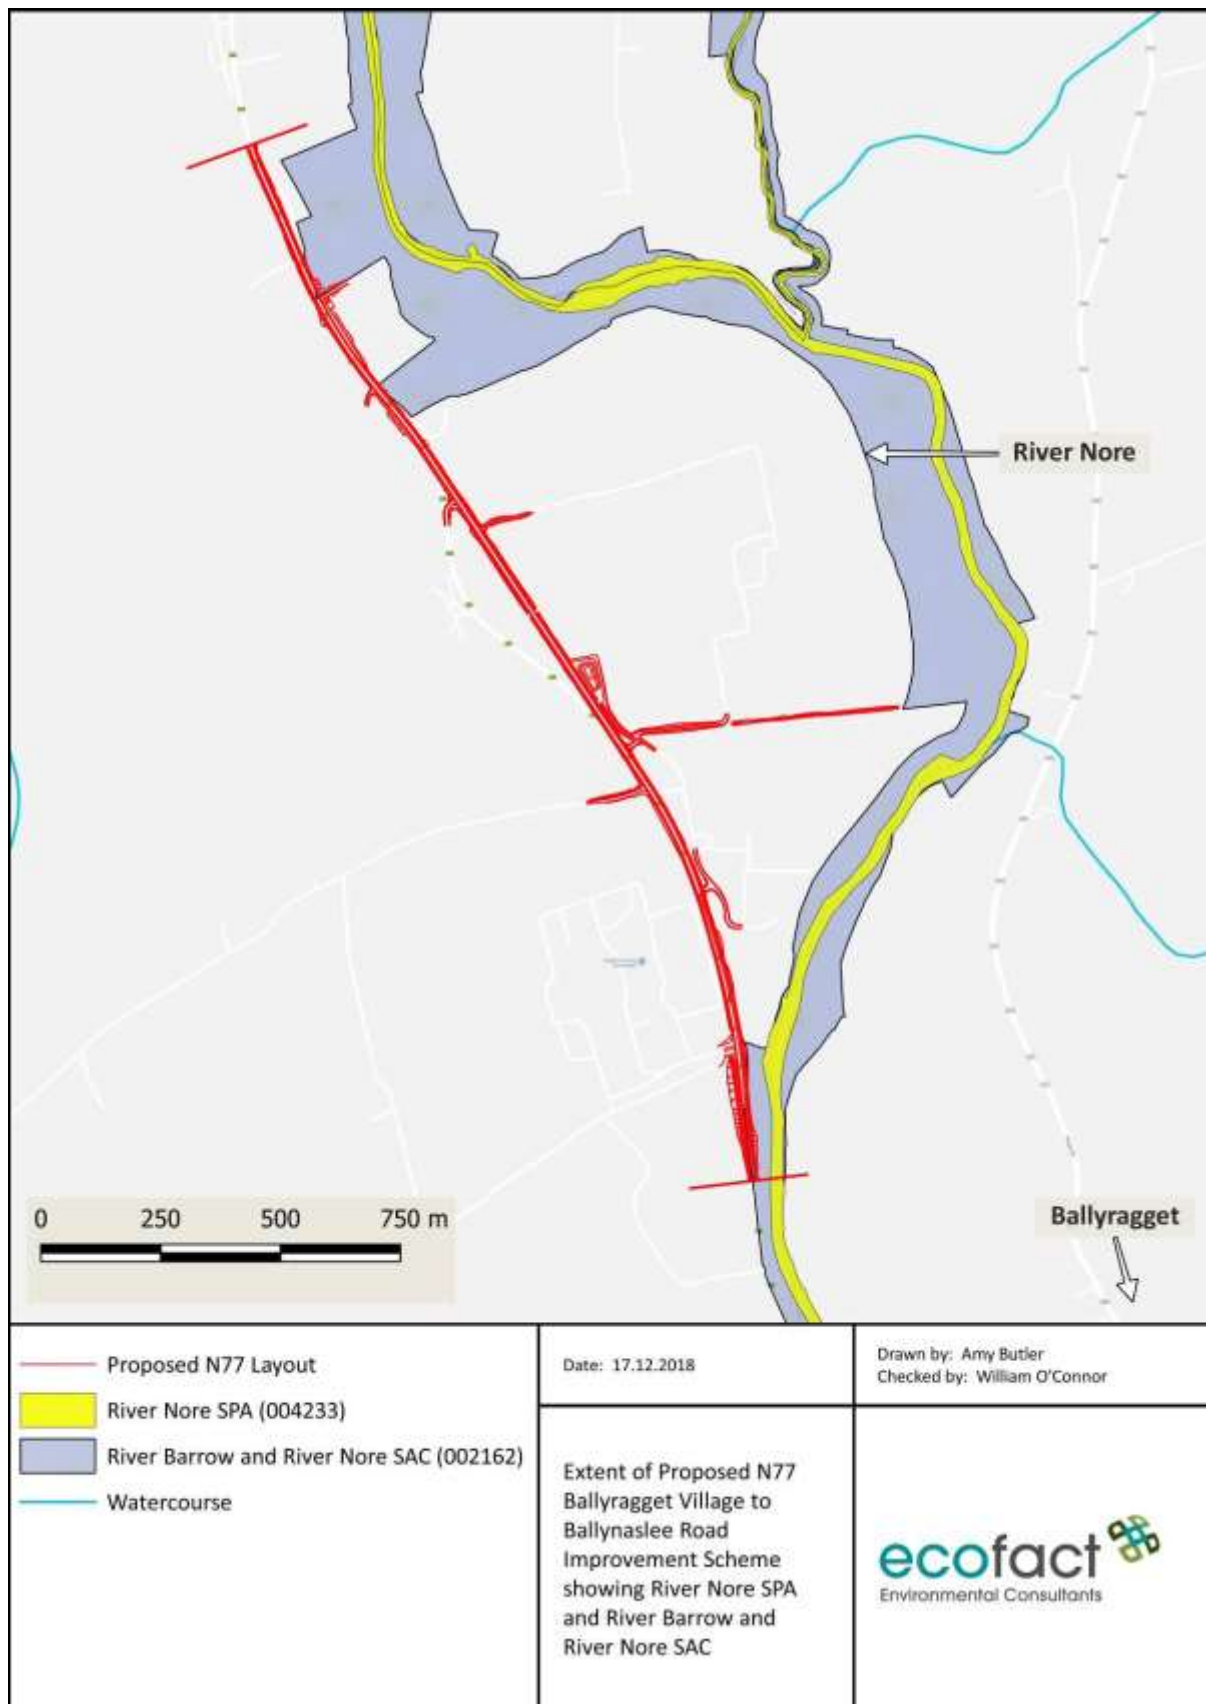 River Nore
Ballyragget
0 250 500 750 m
Proposed N77 Layout
River Nore SPA (004233)
River Barrow and River Nore SAC (002162)
Watercourse
Date: 17.12.2018
Extent of Proposed N77
Ballyragget Village to
Ballynaslee Road
Improvement Scheme
showing River Nore SPA
and River Barrow and
River Nore SAC
Drawn by: Amy Butler
Checked by: William O'Connor
ecofact
Environmental Consultants